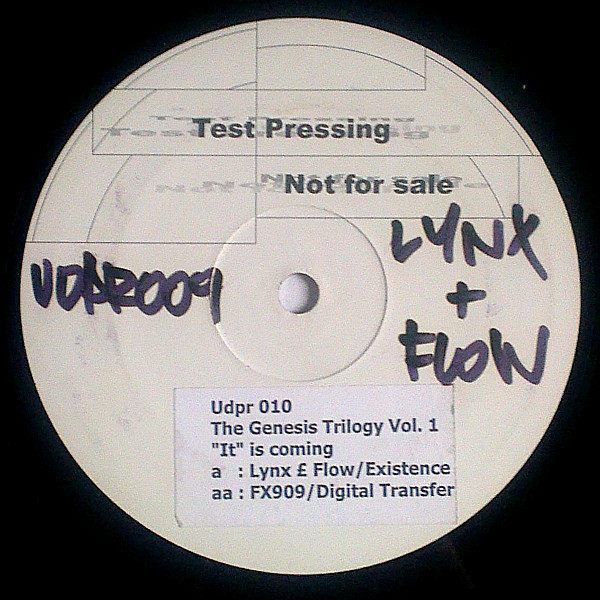 Test Pressing
Not for sale
UDPR009
LYNX
+
FLOW
Udpr 010
The Genesis Trilogy Vol. 1
"It" is coming
a : Lynx £ Flow/Existence
aa : FX909/Digital Transfer